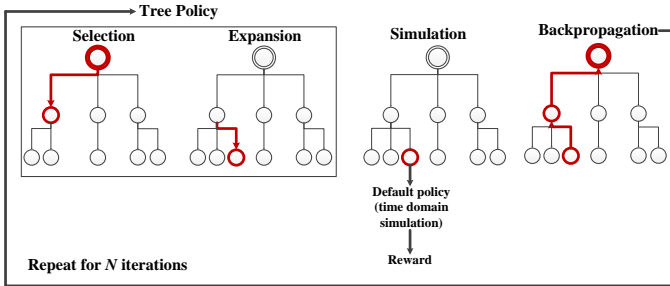 Tree Policy
Selection
Expansion
Simulation
Backpropagation
Default policy
(time domain
simulation)
Reward
Repeat for N iterations